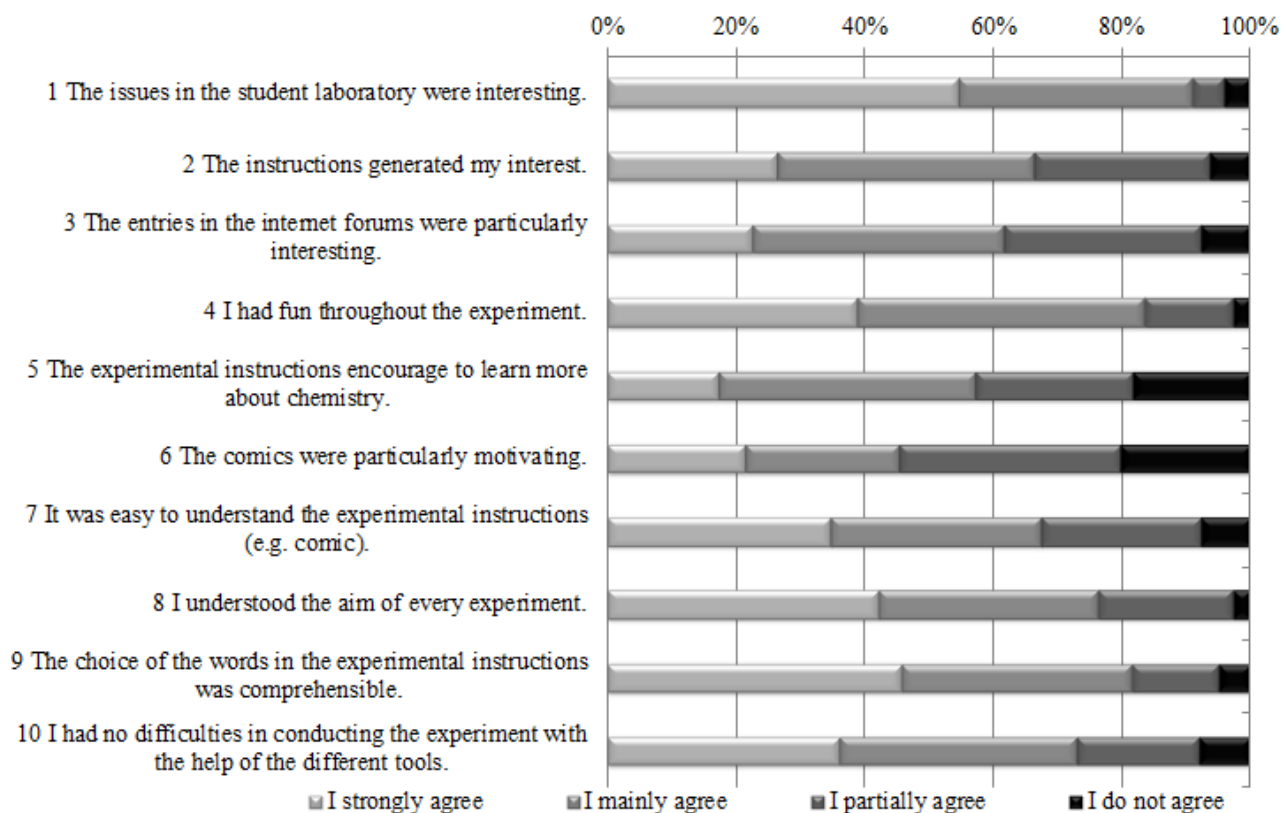 0% 20% 40% 60% 80% 100%
1 The issues in the student laboratory were interesting.
2 The instructions generated my interest.
3 The entries in the internet forums were particularly
interesting.
4 I had fun throughout the experiment.
5 The experimental instructions encourage to learn more
about chemistry.
6 The comics were particularly motivating.
7 It was easy to understand the experimental instructions
(e.g. comic).
8 I understood the aim of every experiment.
9 The choice of the words in the experimental instructions
was comprehensible.
10 I had no difficulties in conducting the experiment with
the help of the different tools.
I strongly agree I mainly agree I partially agree I do not agree